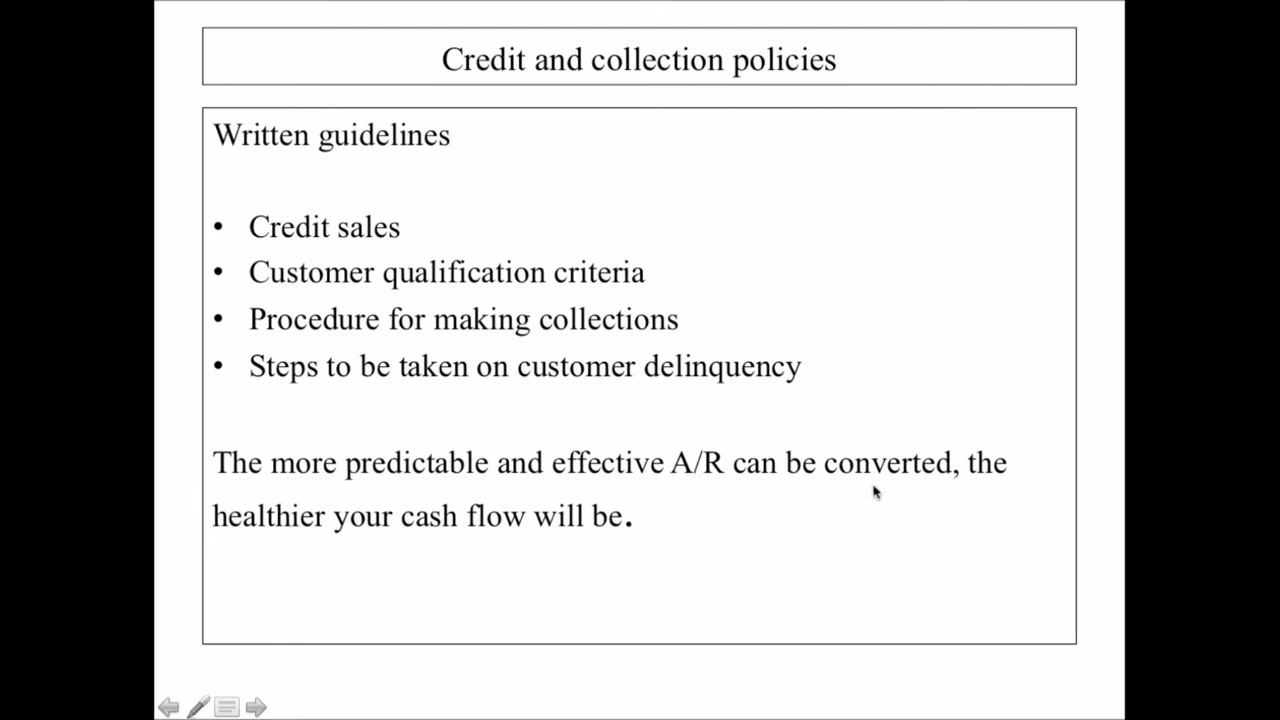 Credit and collection policies
Written guidelines
• Credit sales
• Customer qualification criteria
• Procedure for making collections
• Steps to be taken on customer delinquency
The more predictable and effective A/R can be converted, the
healthier your cash flow will be.